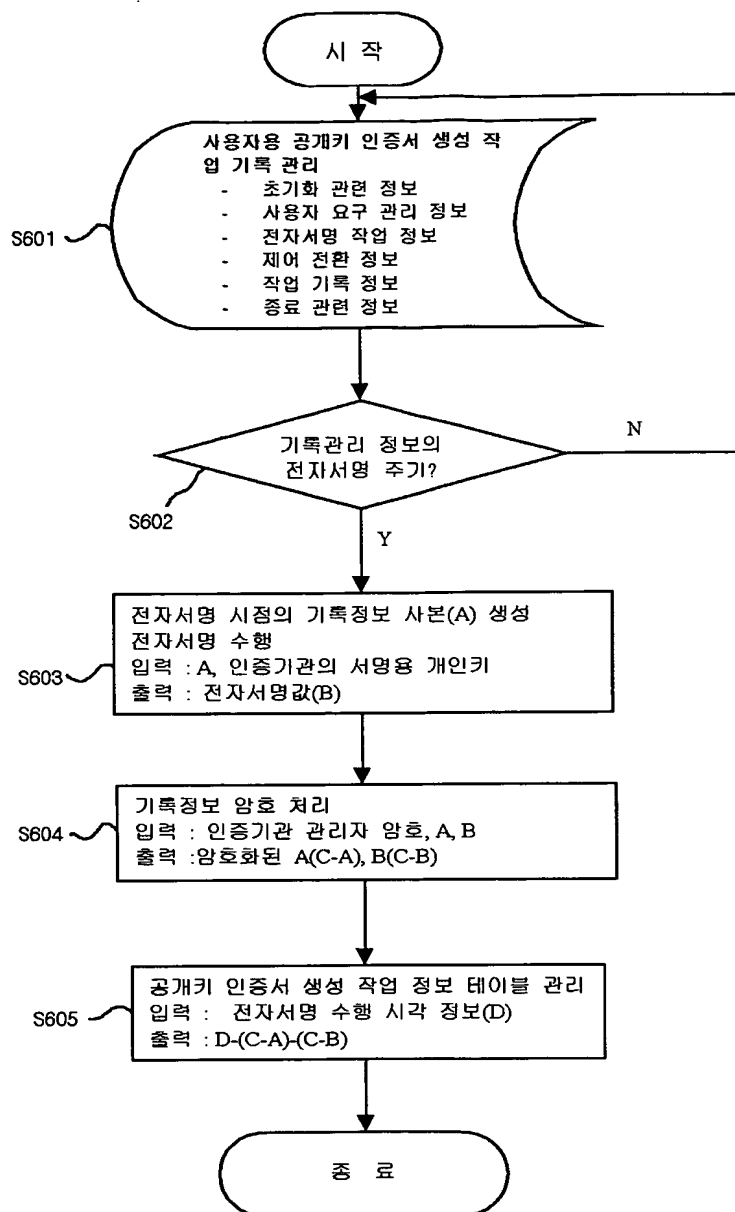 시 작
사용자용 공개키 인증서 생성 작
업 기록 관리
- 초기화 관련 정보
- 사용자 요구 관리 정보
- 전자서명 작업 정보
- 제어 전환 정보
- 작업 기록 정보
- 종료 관련 정보
S601
기록관리 정보의
전자서명 주기?
N
S602
Y
전자서명 시점의 기록정보 사본(A) 생성
전자서명 수행
입력 : A, 인증기관의 서명용 개인키
출력 : 전자서명값(B)
S603
기록정보 암호 처리
입력 : 인증기관 관리자 암호, A, B
출력 :암호화된 A(C-A), B(C-B)
S604
공개키 인증서 생성 작업 정보 테이블 관리
입력 : 전자서명 수행 시각 정보(D)
출력 : D-(C-A)-(C-B)
S605
종 료